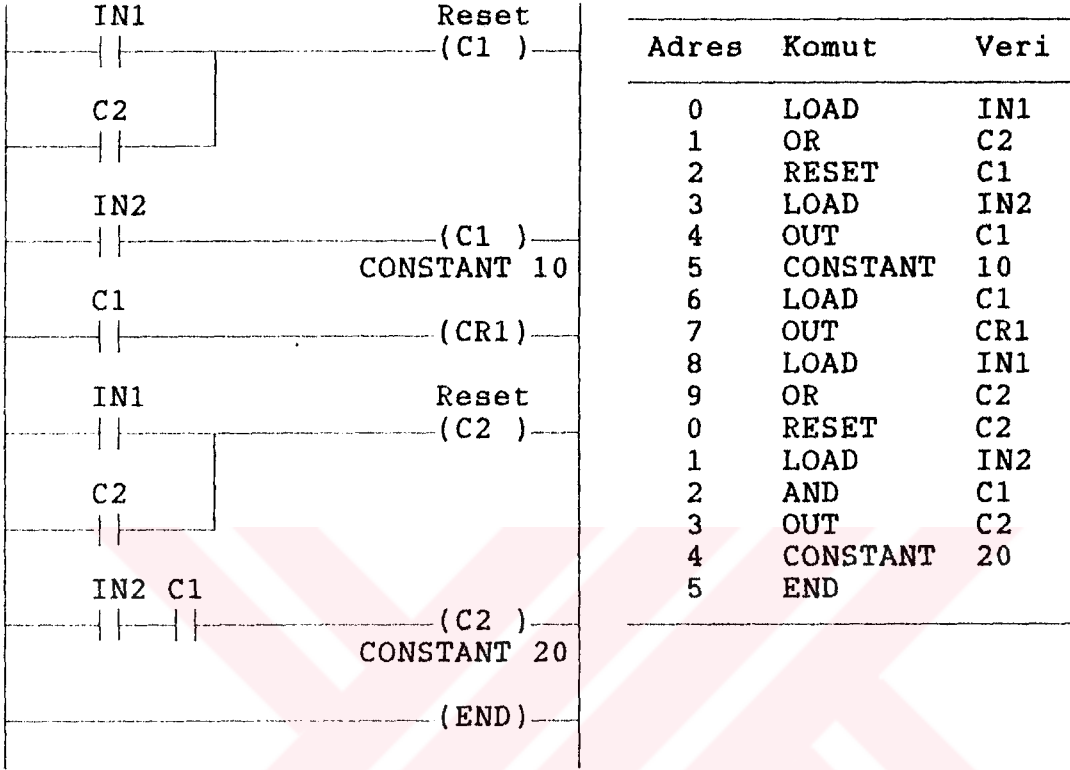 IN1 Reset
(C1 )
C2
IN2
(C1 )
CONSTANT 10
C1
(CR1)
IN1 Reset
(C2 )
C2
IN2 C1
(C2 )
CONSTANT 20
(END)
Adres Komut Veri
0 LOAD IN1
1 OR C2
2 RESET C1
3 LOAD IN2
4 OUT C1
5 CONSTANT 10
6 LOAD C1
7 OUT CR1
8 LOAD IN1
9 OR C2
0 RESET C2
1 LOAD IN2
2 AND C1
3 OUT C2
4 CONSTANT 20
5 END